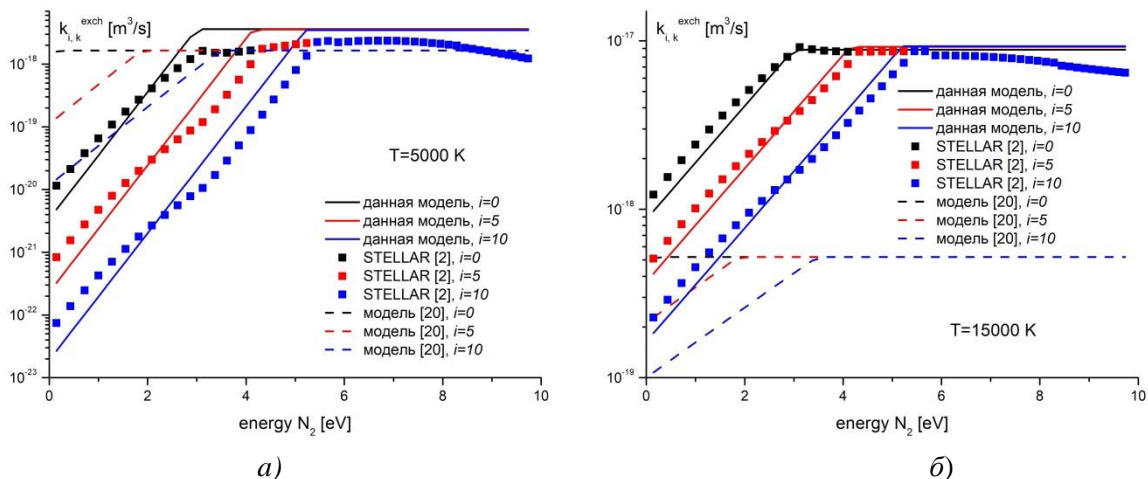 k_{i, k}^{exch} [m³/s]
10⁻¹⁸
10⁻¹⁹
10⁻²⁰
10⁻²¹
10⁻²²
10⁻²³
T=5000 K
данная модель, i=0
данная модель, i=5
данная модель, i=10
STELLAR [2], i=0
STELLAR [2], i=5
STELLAR [2], i=10
модель [20], i=0
модель [20], i=5
модель [20], i=10
0 2 4 6 8 10
energy N₂ [eV]
а)
k_{i, k}^{exch} [m³/s]
10⁻¹⁷
10⁻¹⁸
10⁻¹⁹
данная модель, i=0
данная модель, i=5
данная модель, i=10
STELLAR [2], i=0
STELLAR [2], i=5
STELLAR [2], i=10
модель [20], i=0
модель [20], i=5
модель [20], i=10
T=15000 K
0 2 4 6 8 10
energy N₂ [eV]
б)